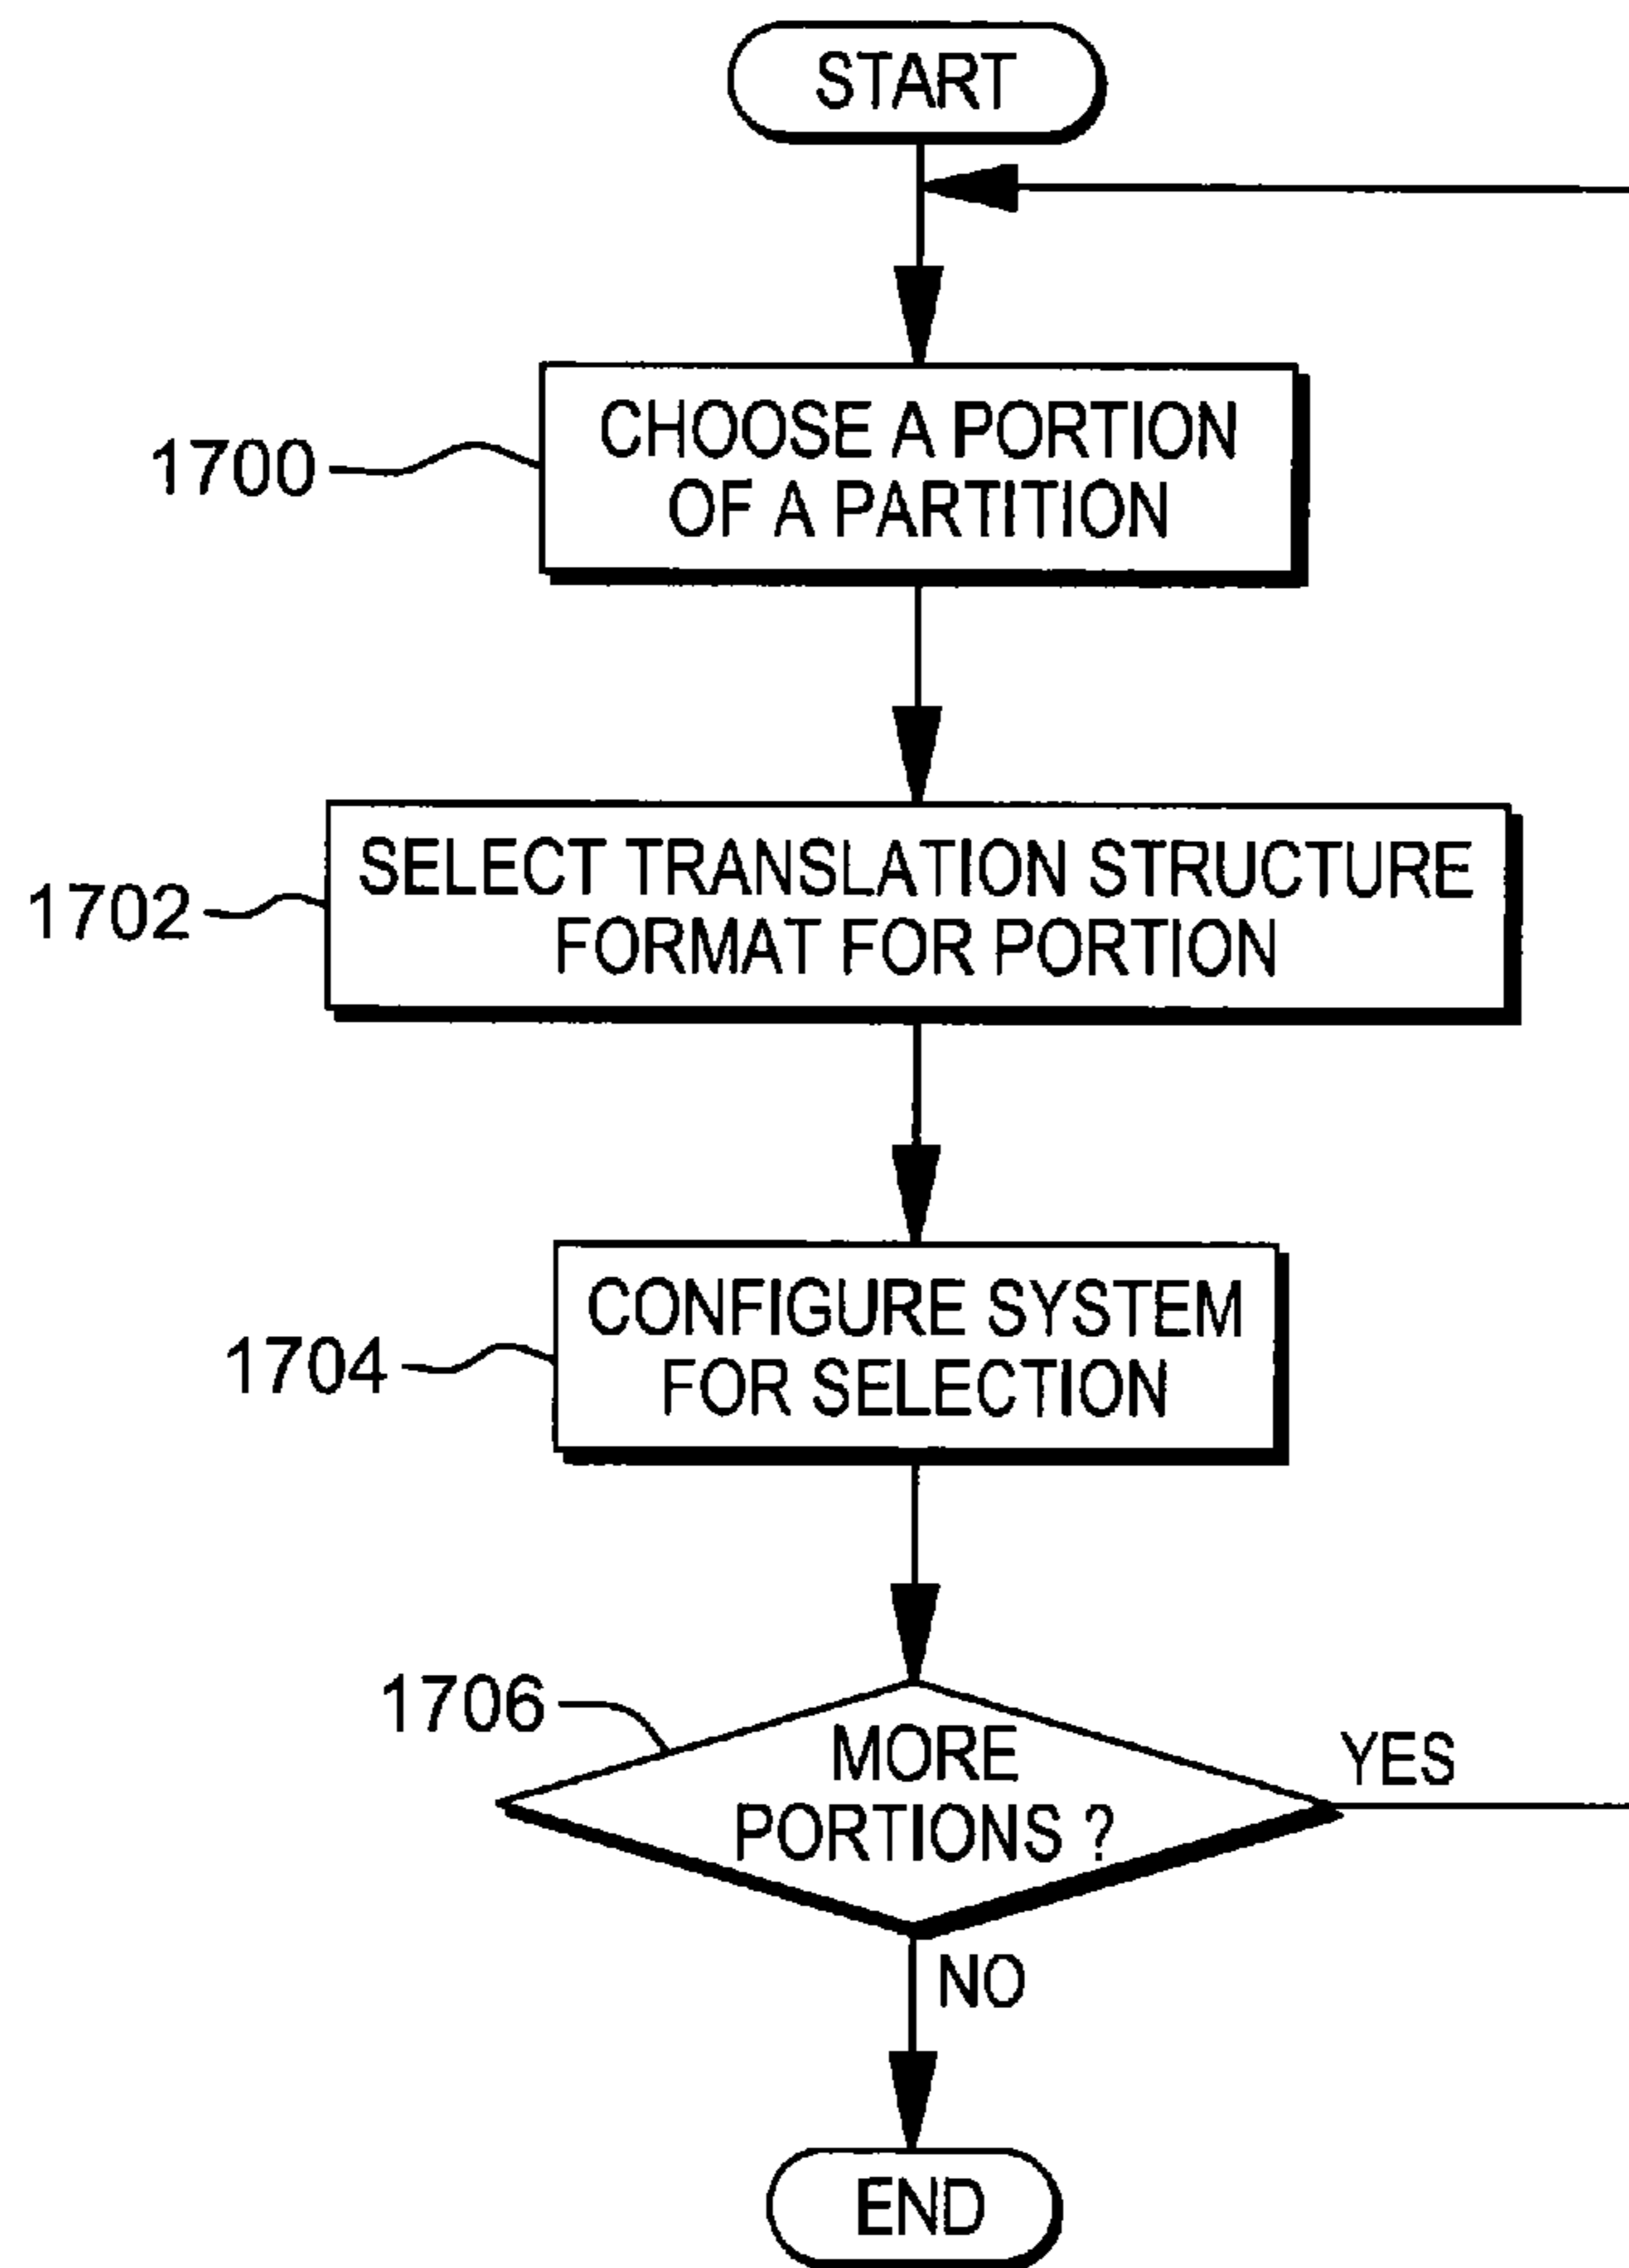 START
1700
CHOOSE A PORTION
OF A PARTITION
1702
SELECT TRANSLATION STRUCTURE
FORMAT FOR PORTION
1704
CONFIGURE SYSTEM
FOR SELECTION
1706
MORE
PORTIONS ?
YES
NO
END